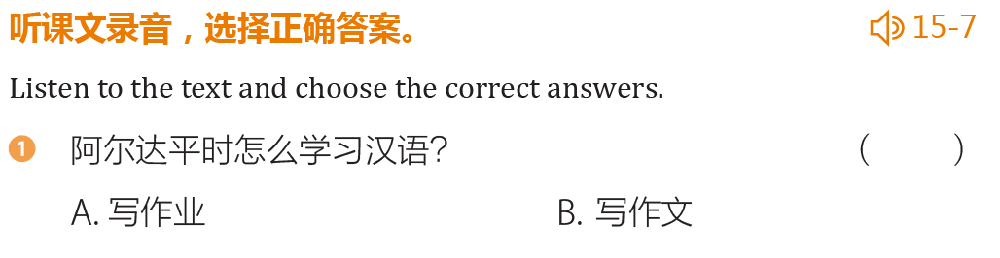 听课文录音，选择正确答案。 15-7
Listen to the text and choose the correct answers.
1 阿尔达平时怎么学习汉语? ( )
A. 写作业 B. 写作文